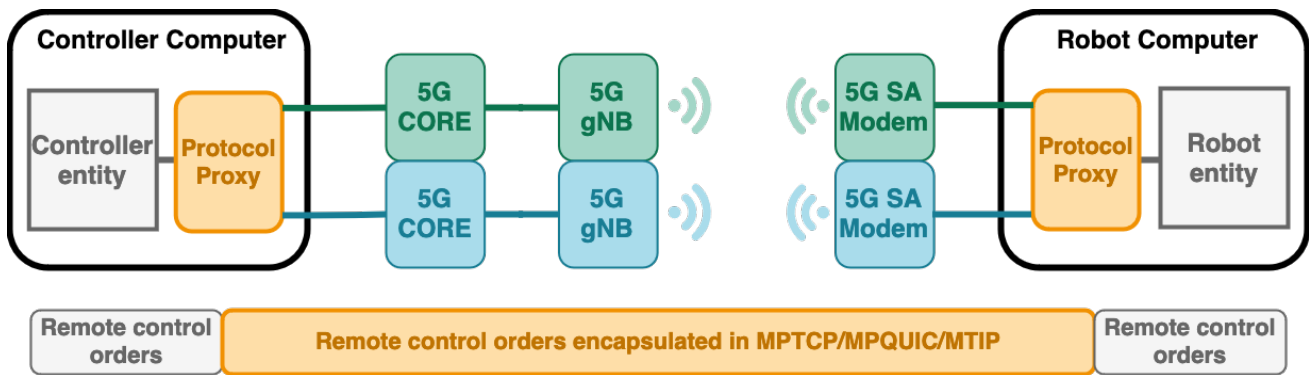 Controller Computer
Robot Computer
Controller
entity
Protocol
Proxy
5G
CORE
5G
gNB
5G SA
Modem
Protocol
Proxy
Robot
entity
5G
CORE
5G
gNB
5G SA
Modem
Remote control
orders
Remote control orders encapsulated in MPTCP/MPQUIC/MTIP
Remote control
orders